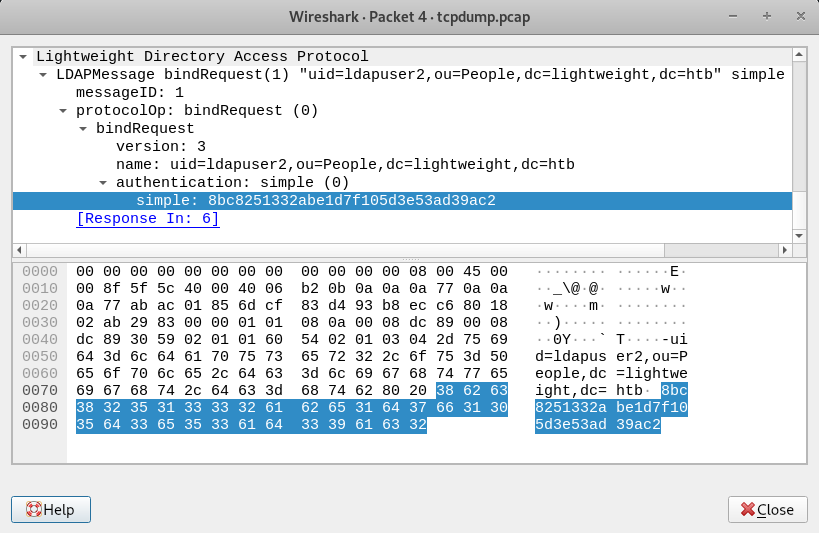 Wireshark · Packet 4 · tcpdump.pcap
Lightweight Directory Access Protocol
LDAPMessage bindRequest(1) "uid=ldapuser2,ou=People,dc=lightweight,dc=htb" simple
messageID: 1
protocolOp: bindRequest (0)
bindRequest
version: 3
name: uid=ldapuser2,ou=People,dc=lightweight,dc=htb
authentication: simple (0)
simple: 8bc8251332abe1d7f105d3e53ad39ac2
[Response In: 6]
0000 00 00 00 00 00 00 00 00 00 00 00 00 08 00 45 00 ········ ······E·
0010 00 8f 5f 5c 40 00 40 06 b2 0b 0a 0a 0a 77 0a 0a ··_\@·@· ·····w··
0020 0a 77 ab ac 01 85 6d cf 83 d4 93 b8 ec c6 80 18 ·w····m· ········
0030 02 ab 29 83 00 00 01 01 08 0a 00 08 dc 89 00 08 ··)····· ········
0040 dc 89 30 59 02 01 01 60 54 02 01 03 04 2d 75 69 ··0Y···` T····-ui
0050 64 3d 6c 64 61 70 75 73 65 72 32 2c 6f 75 3d 50 d=ldapus er2,ou=P
0060 65 6f 70 6c 65 2c 64 63 3d 6c 69 67 68 74 77 65 eople,dc =lightwe
0070 69 67 68 74 2c 64 63 3d 68 74 62 80 20 38 62 63 ight,dc= htb· 8bc
0080 38 32 35 31 33 33 32 61 62 65 31 64 37 66 31 30 8251332a be1d7f10
0090 35 64 33 65 35 33 61 64 33 39 61 63 32 5d3e53ad 39ac2
Help
Close